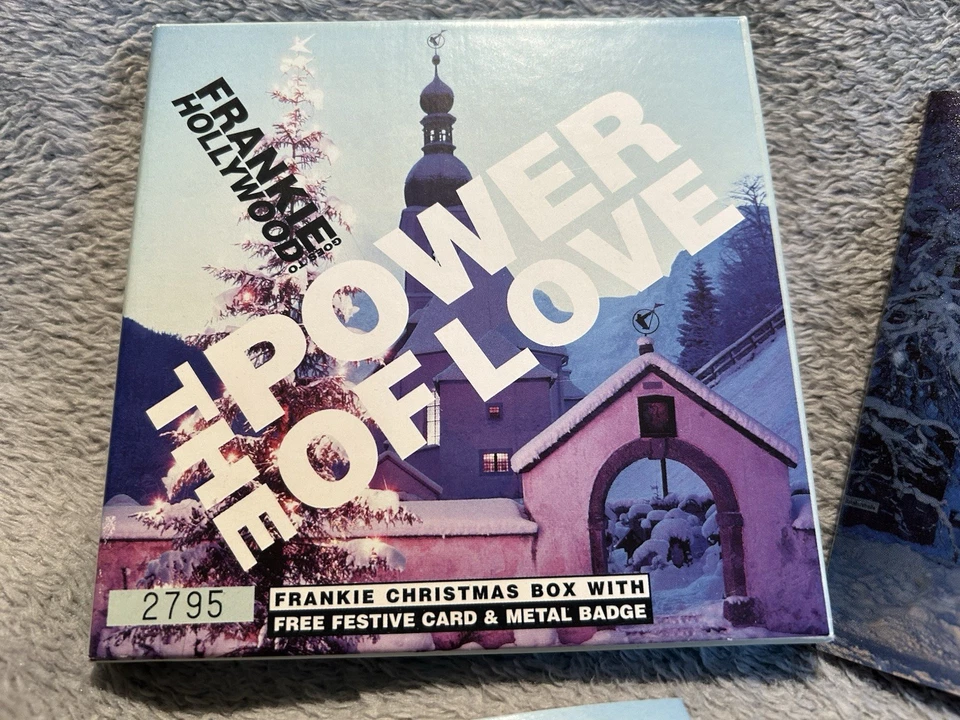 FRANKIE
GOES TO
HOLLYWOOD
THE
POWER
OF LOVE
2795
FRANKIE CHRISTMAS BOX WITH
FREE FESTIVE CARD & METAL BADGE